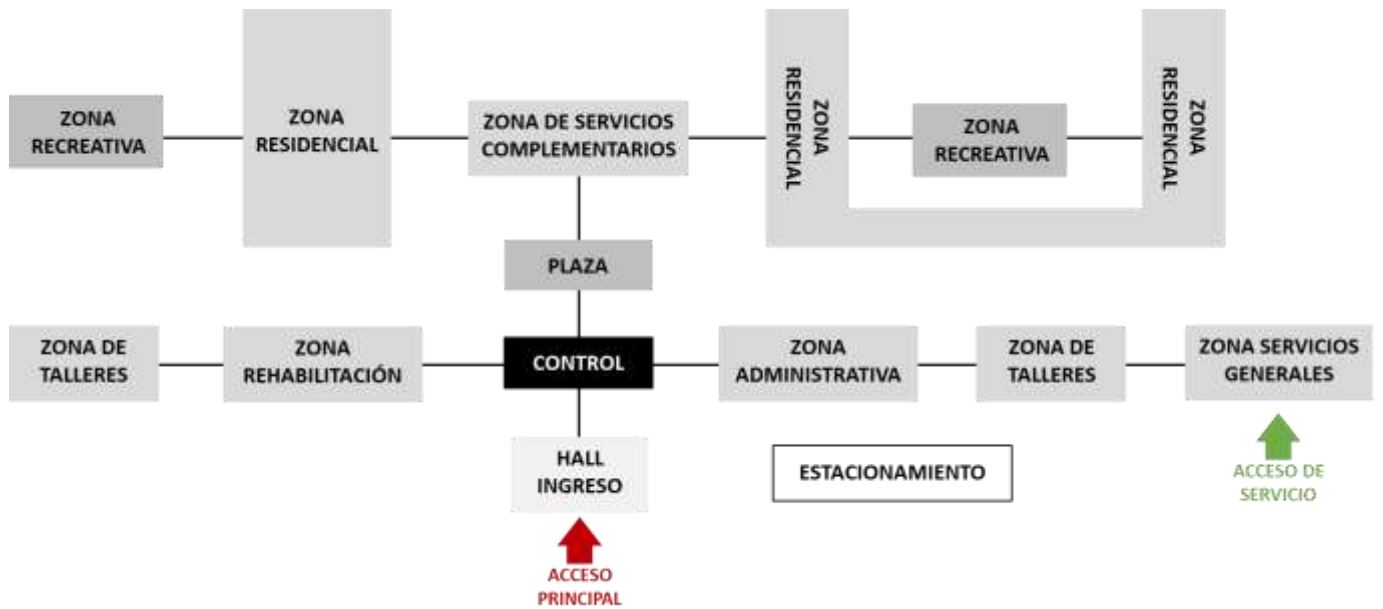 ZONA
RECREATIVA
ZONA
RESIDENCIAL
ZONA DE SERVICIOS
COMPLEMENTARIOS
ZONA
RESIDENCIAL
ZONA
RECREATIVA
ZONA
RESIDENCIAL
PLAZA
ZONA DE
TALLERES
ZONA
REHABILITACIÓN
CONTROL
ZONA
ADMINISTRATIVA
ZONA DE
TALLERES
ZONA SERVICIOS
GENERALES
HALL
INGRESO
ESTACIONAMIENTO
ACCESO DE
SERVICIO
ACCESO
PRINCIPAL